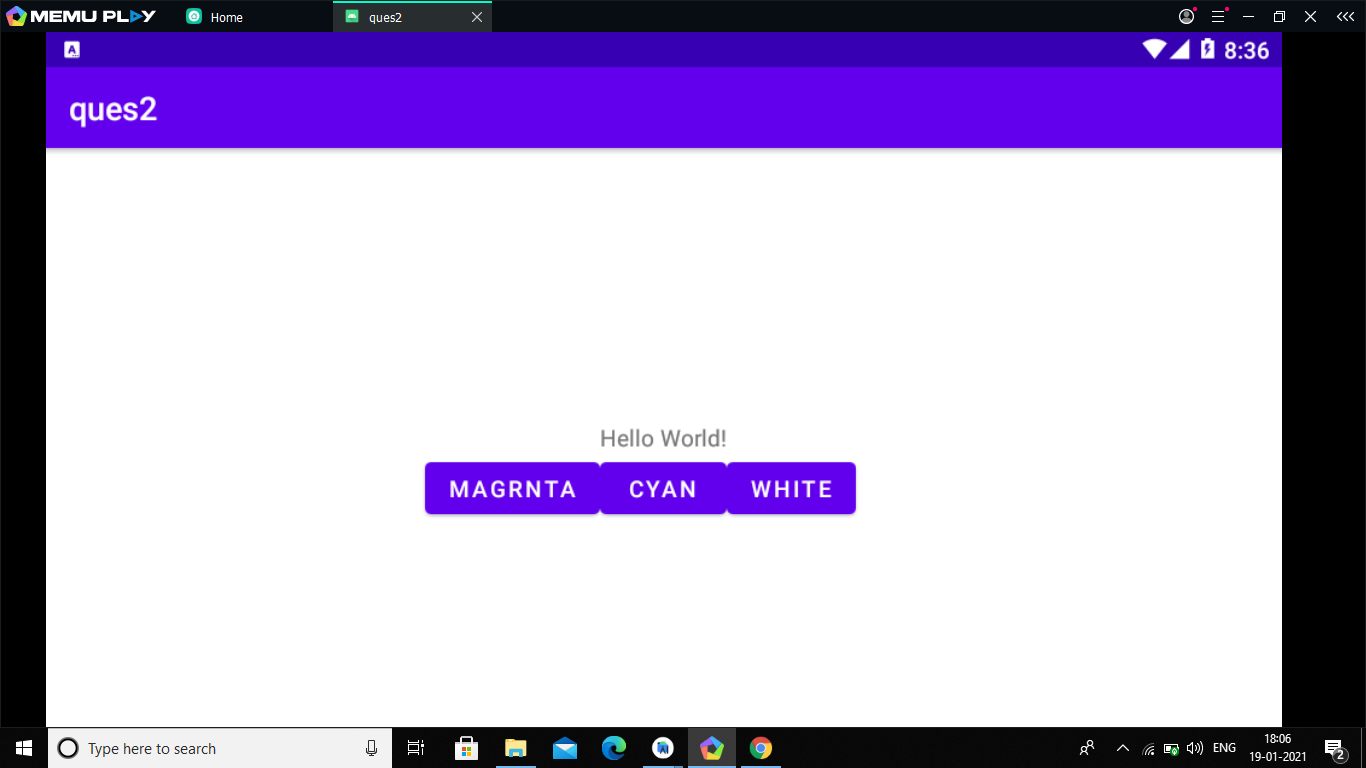 MEMU PLAY Home ques2
8:36
ques2
Hello World!
MAGRNTA CYAN WHITE
Type here to search
ENG
18:06
19-01-2021
2